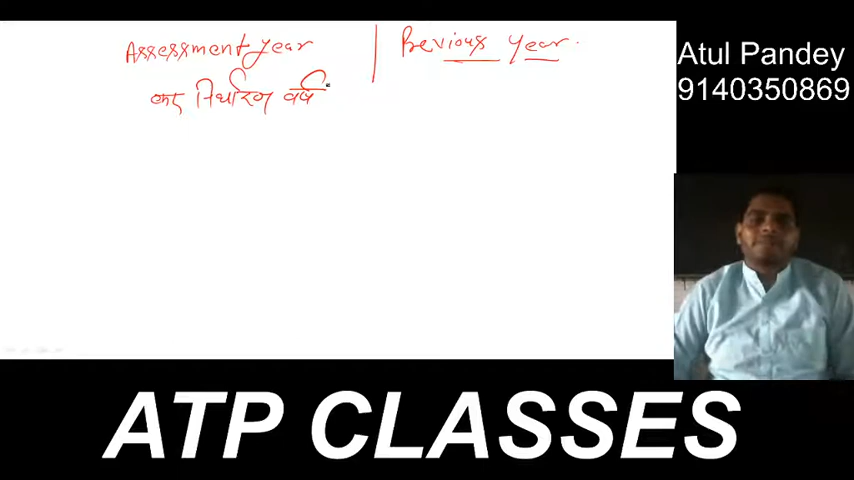 Assessment year
Previous year.
कर निर्धारण वर्ष
Atul Pandey
9140350869
ATP CLASSES